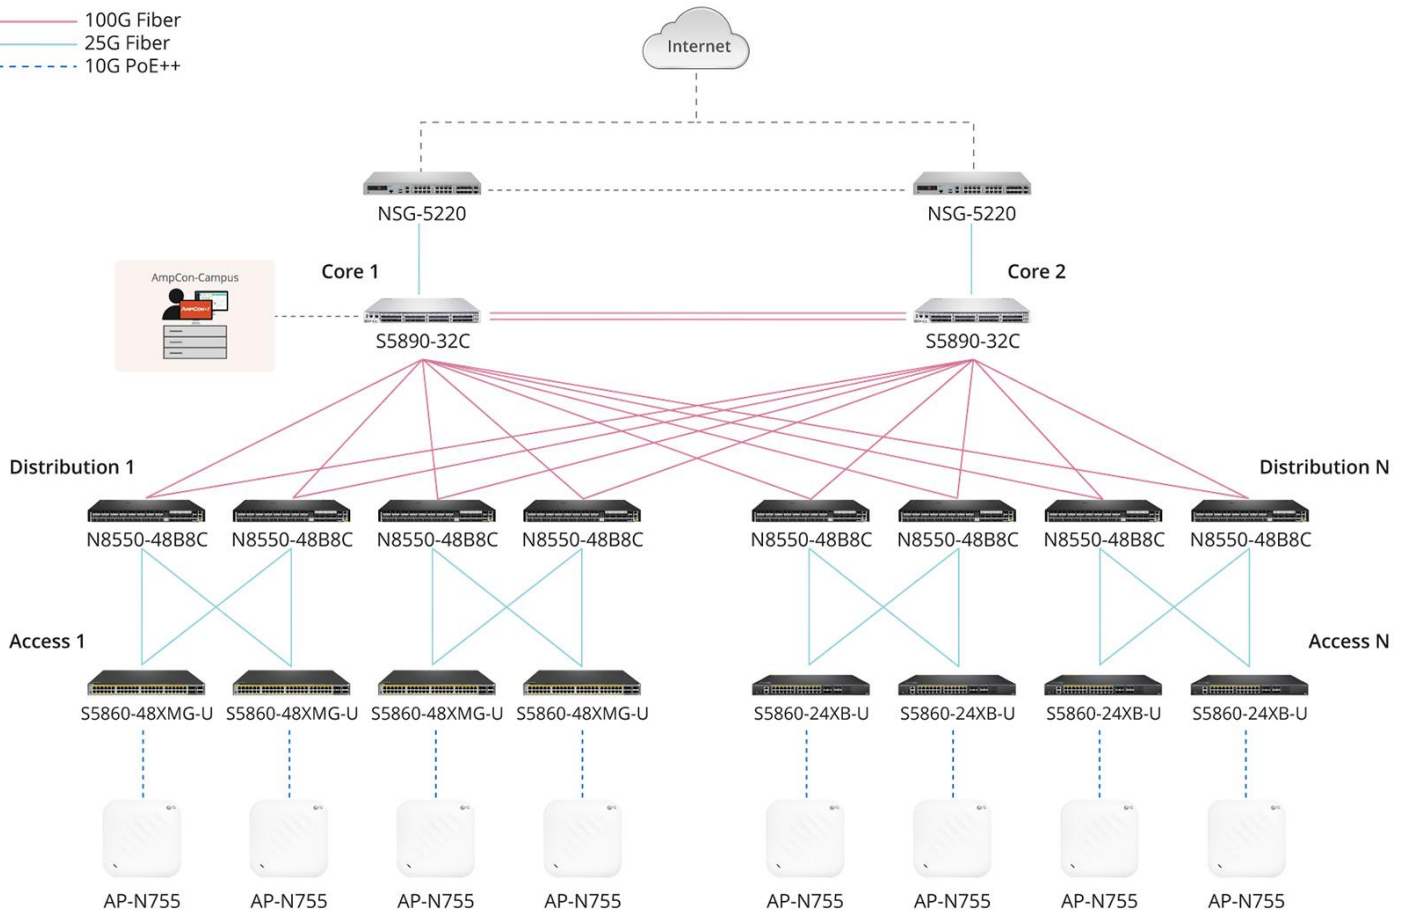 100G Fiber
25G Fiber
10G PoE++
Internet
NSG-5220 NSG-5220
Core 1 Core 2
AmpCon-Campus
S5890-32C S5890-32C
Distribution 1 Distribution N
N8550-48B8C N8550-48B8C N8550-48B8C N8550-48B8C N8550-48B8C N8550-48B8C N8550-48B8C N8550-48B8C
Access 1 Access N
S5860-48XMG-U S5860-48XMG-U S5860-48XMG-U S5860-48XMG-U S5860-24XB-U S5860-24XB-U S5860-24XB-U S5860-24XB-U
AP-N755 AP-N755 AP-N755 AP-N755 AP-N755 AP-N755 AP-N755 AP-N755